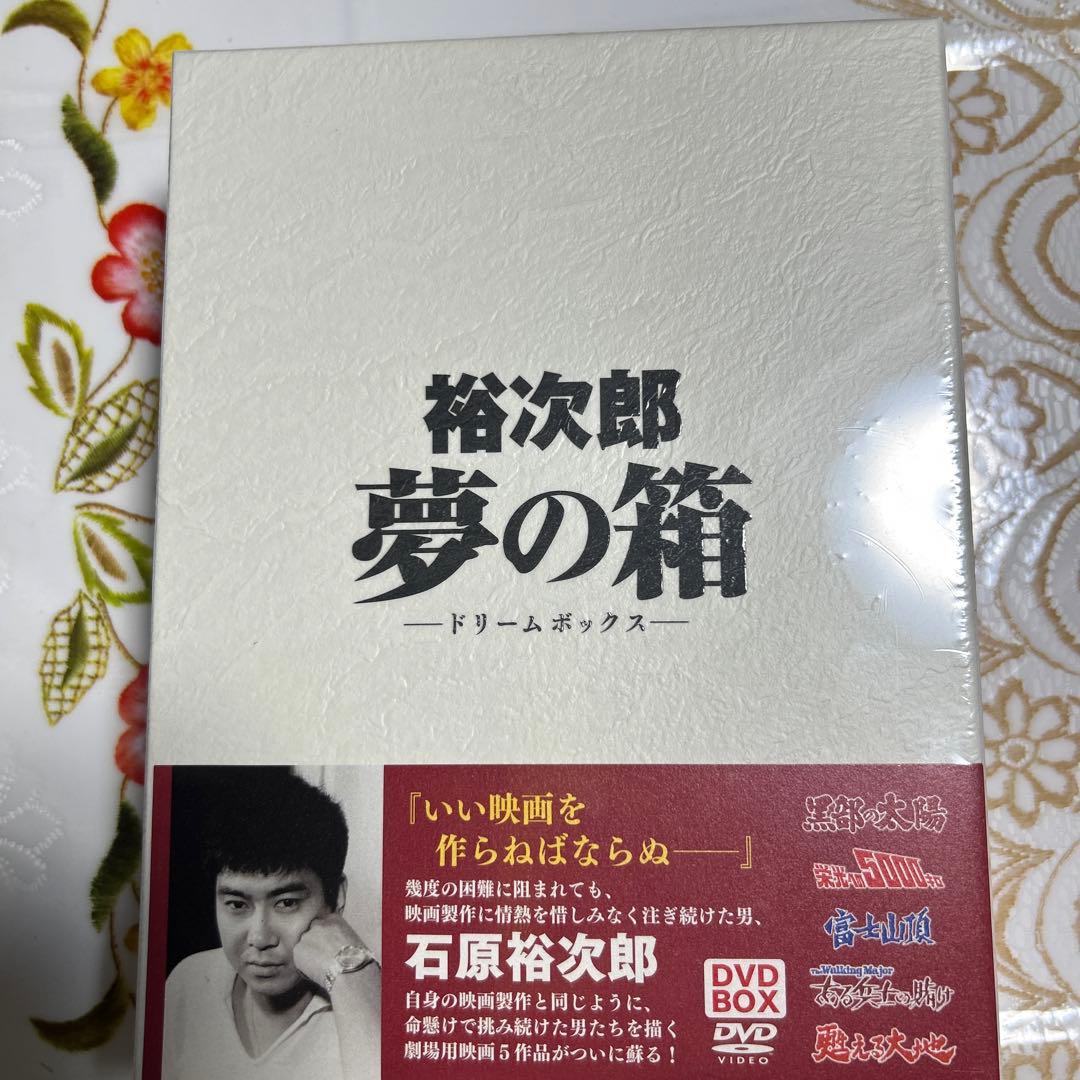 裕次郎
夢の箱
―ドリームボックス―
『いい映画を
作らねばならぬ――』
幾度の困難に阻まれても、
映画製作に情熱を惜しみなく注ぎ続けた男、
石原裕次郎
自身の映画製作と同じように、
命懸けで挑み続けた男たちを描く
劇場用映画5作品がついに蘇る！
DVD
BOX
DVD
VIDEO
黒部の太陽
栄光への5000キロ
富士山頂
The Walking Major
ある兵士の賭け
甦える大地